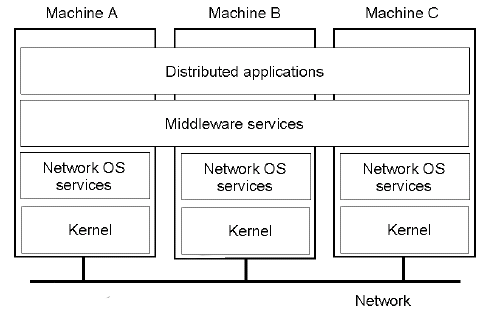 Machine A Machine B Machine C
Distributed applications
Middleware services
Network OS
services
Network OS
services
Network OS
services
Kernel
Kernel
Kernel
Network